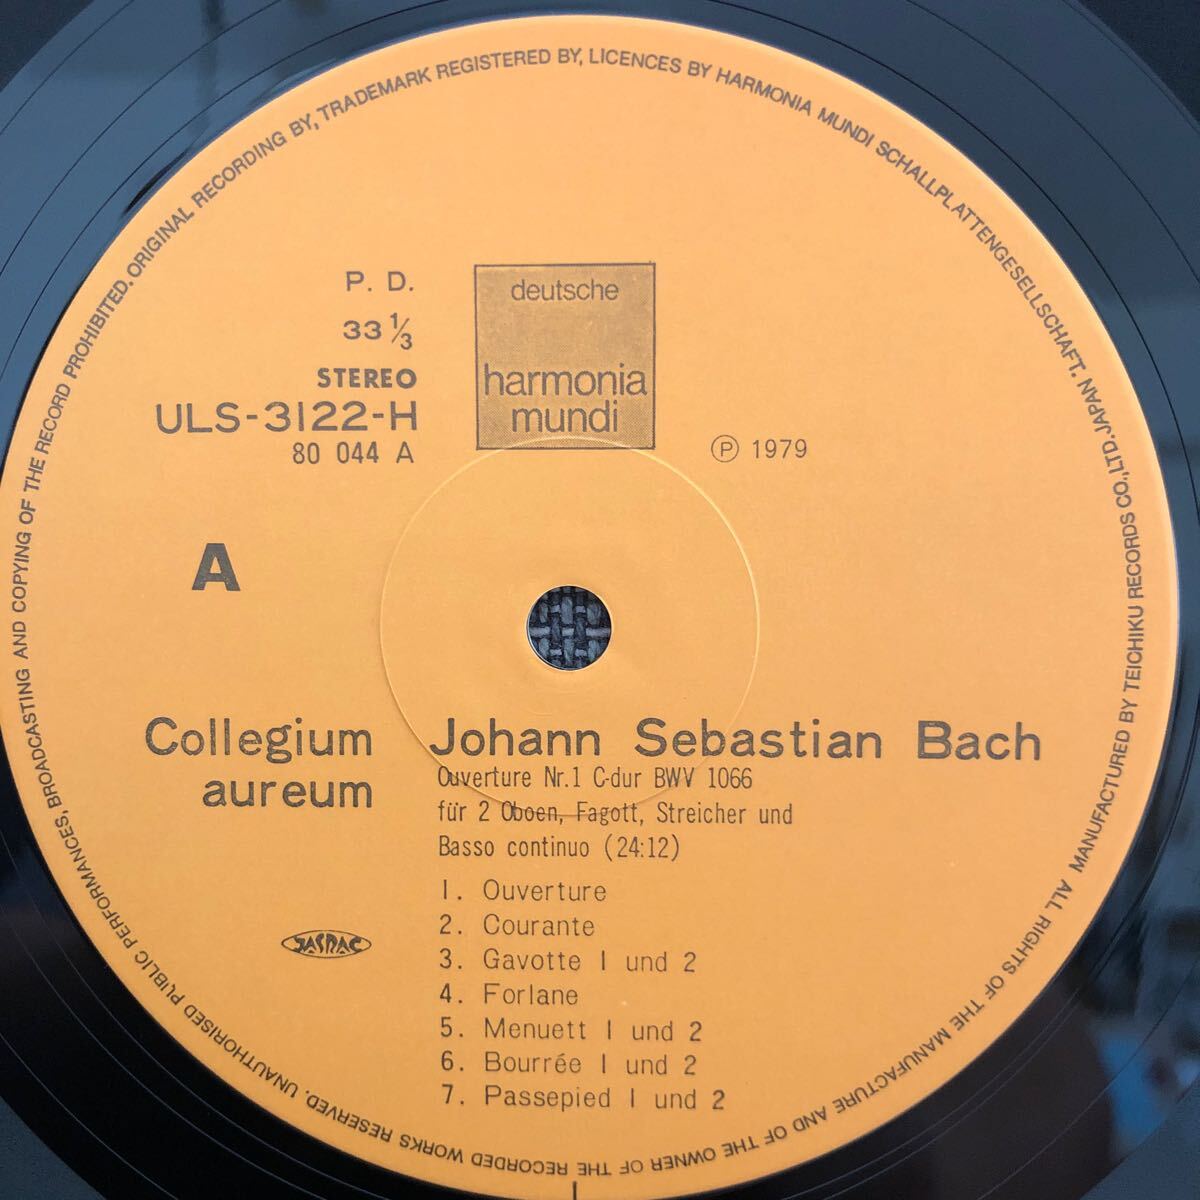 ORIGINAL RECORDING BY, TRADEMARK REGISTERED BY, LICENCES BY HARMONIA MUNDI SCHALLPLATTENGESELLSCHAFT. JAPAN
MANUFACTURED BY TEICHIKU RECORDS CO., LTD.
ALL RIGHTS OF THE MANUFACTURE AND OF THE OWNER OF THE RECORDED WORKS RESERVED. UNAUTHORISED PUBLIC PERFORMANCES, BROADCASTING AND COPYING OF THE RECORD PROHIBITED.
P. D.
33 1/3
STEREO
ULS-3122-H
80 044 A
deutsche
harmonia
mundi
Ⓟ 1979
A
Collegium
aureum
Johann Sebastian Bach
Ouverture Nr.1 C-dur BWV 1066
für 2 Oboen, Fagott, Streicher und
Basso continuo (24:12)
1. Ouverture
2. Courante
3. Gavotte 1 und 2
4. Forlane
5. Menuett 1 und 2
6. Bourrée 1 und 2
7. Passepied 1 und 2
JASRAC